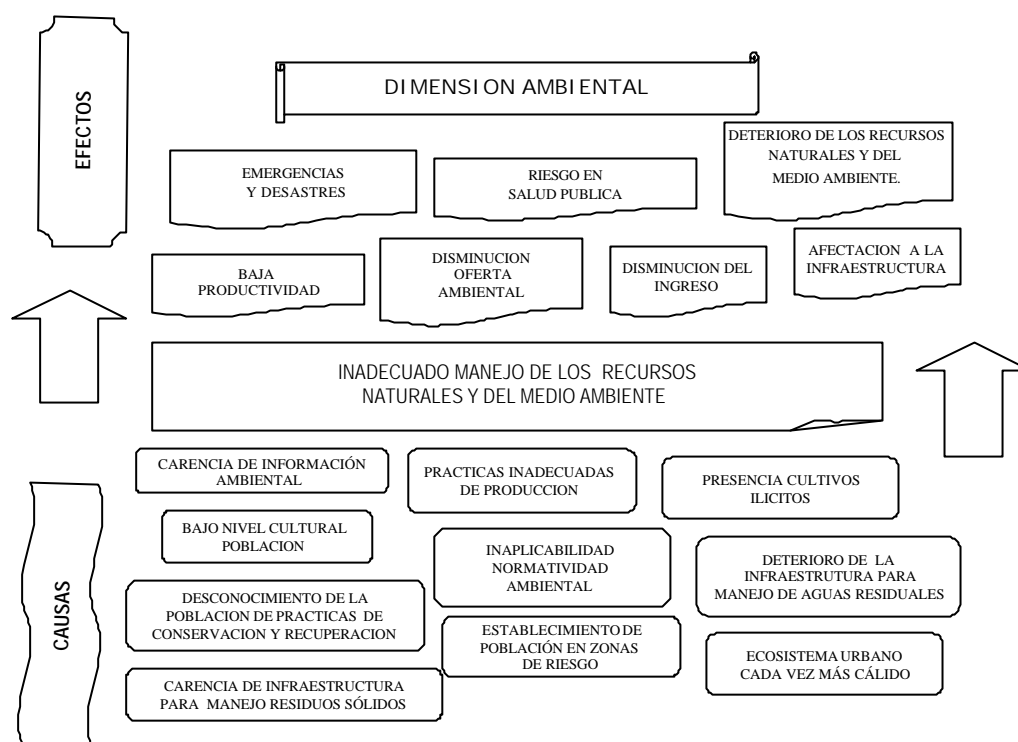 EFECTOS
DIMENSION AMBIENTAL
EMERGENCIAS
Y DESASTRES
RIESGO EN
SALUD PUBLICA
DETERIORO DE LOS RECURSOS
NATURALES Y DEL
MEDIO AMBIENTE.
BAJA
PRODUCTIVIDAD
DISMINUCION
OFERTA
AMBIENTAL
DISMINUCION DEL
INGRESO
AFECTACION A LA
INFRAESTRUCTURA
INADECUADO MANEJO DE LOS RECURSOS
NATURALES Y DEL MEDIO AMBIENTE
CAUSAS
CARENCIA DE INFORMACIÓN
AMBIENTAL
PRACTICAS INADECUADAS
DE PRODUCCION
PRESENCIA CULTIVOS
ILICITOS
BAJO NIVEL CULTURAL
POBLACION
INAPLICABILIDAD
NORMATIVIDAD
AMBIENTAL
DETERIORO DE LA
INFRAESTRUTURA PARA
MANEJO DE AGUAS RESIDUALES
DESCONOCIMIENTO DE LA
POBLACION DE PRACTICAS DE
CONSERVACION Y RECUPERACION
ESTABLECIMIENTO DE
POBLACIÓN EN ZONAS
DE RIESGO
ECOSISTEMA URBANO
CADA VEZ MÁS CÁLIDO
CARENCIA DE INFRAESTRUCTURA
PARA MANEJO RESIDUOS SÓLIDOS